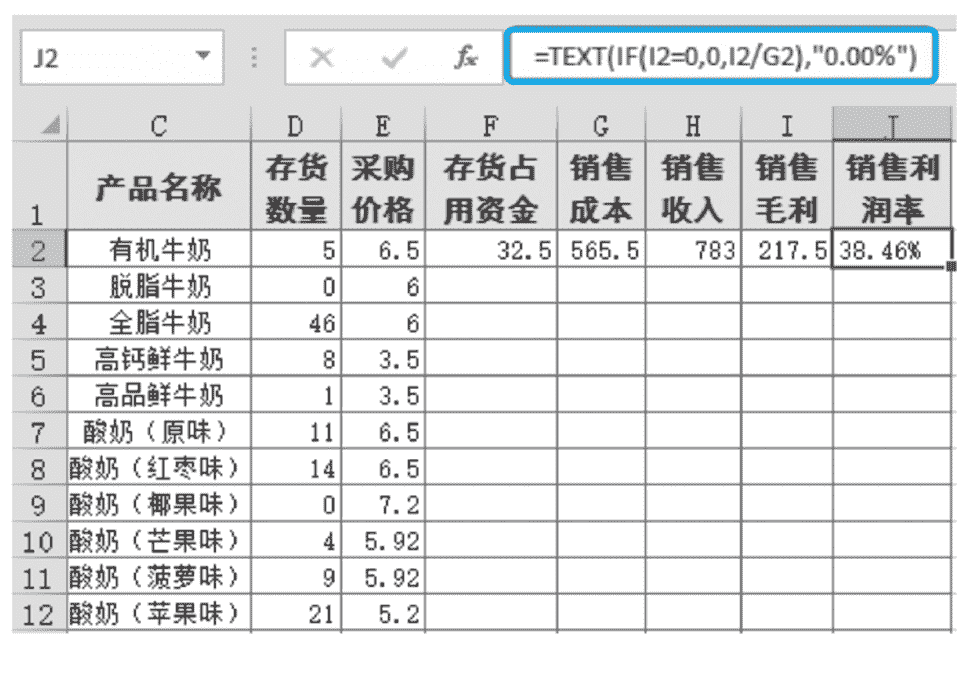 J2 fx =TEXT(IF(I2=0,0,I2/G2),"0.00%")
C D E F G H I J
1 产品名称 存货数量 采购价格 存货占用资金 销售成本 销售收入 销售毛利 销售利润率
2 有机牛奶 5 6.5 32.5 565.5 783 217.5 38.46%
3 脱脂牛奶 0 6
4 全脂牛奶 46 6
5 高钙鲜牛奶 8 3.5
6 高品鲜牛奶 1 3.5
7 酸奶（原味） 11 6.5
8 酸奶（红枣味） 14 6.5
9 酸奶（椰果味） 0 7.2
10 酸奶（芒果味） 4 5.92
11 酸奶（菠萝味） 9 5.92
12 酸奶（苹果味） 21 5.2